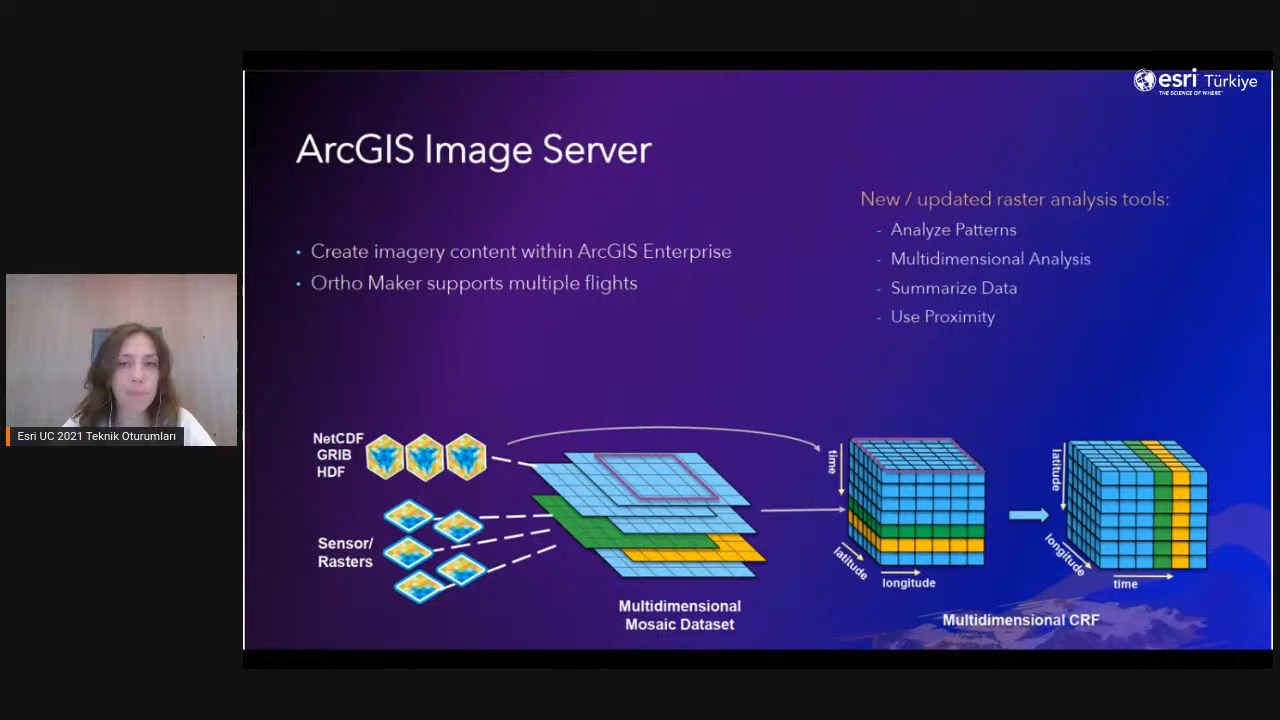 esri Türkiye
THE SCIENCE OF WHERE™
ArcGIS Image Server
• Create imagery content within ArcGIS Enterprise
• Ortho Maker supports multiple flights
New / updated raster analysis tools:
- Analyze Patterns
- Multidimensional Analysis
- Summarize Data
- Use Proximity
Esri UC 2021 Teknik Oturumları
NetCDF
GRIB
HDF
Sensor/
Rasters
Multidimensional
Mosaic Dataset
time
latitude
longitude
latitude
longitude
time
Multidimensional CRF